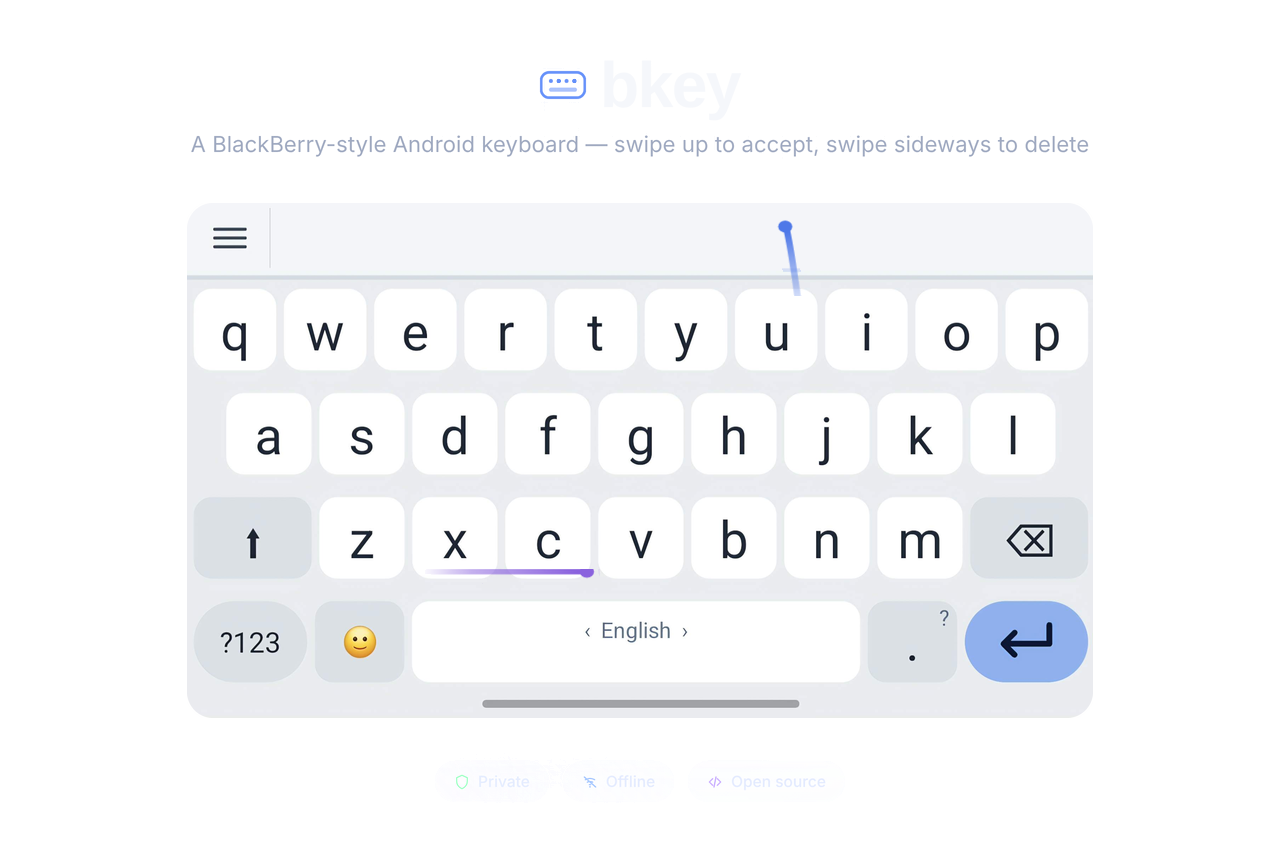 bkey
A BlackBerry-style Android keyboard — swipe up to accept, swipe sideways to delete
q w e r t y u i o p
a s d f g h j k l
z x c v b n m
?123 ‹ English › . ?
Private Offline Open source